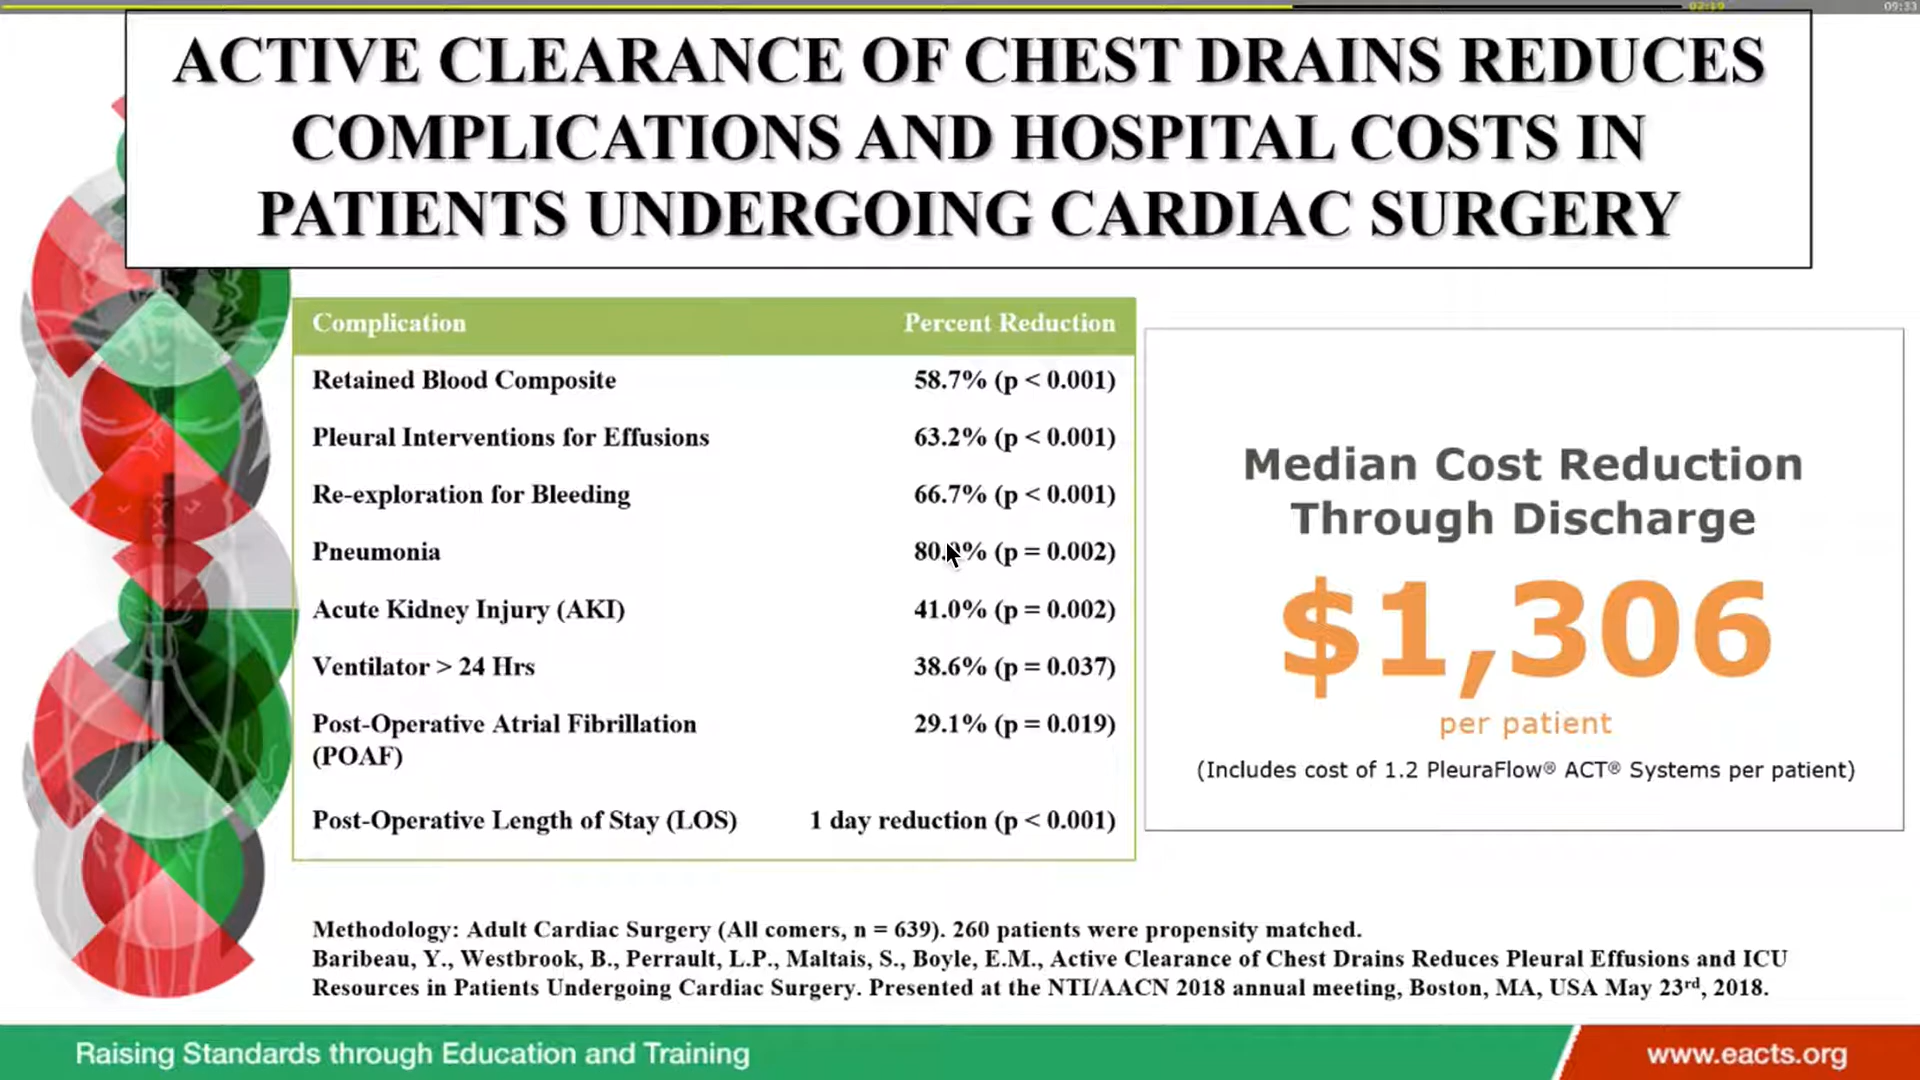 02:19
09:33
ACTIVE CLEARANCE OF CHEST DRAINS REDUCES
COMPLICATIONS AND HOSPITAL COSTS IN
PATIENTS UNDERGOING CARDIAC SURGERY
Complication Percent Reduction
Retained Blood Composite 58.7% (p < 0.001)
Pleural Interventions for Effusions 63.2% (p < 0.001)
Re-exploration for Bleeding 66.7% (p < 0.001)
Pneumonia (p = 0.002)
Acute Kidney Injury (AKI) 41.0% (p = 0.002)
Ventilator > 24 Hrs 38.6% (p = 0.037)
Post-Operative Atrial Fibrillation 29.1% (p = 0.019)
(POAF)
Post-Operative Length of Stay (LOS) 1 day reduction (p < 0.001)
Median Cost Reduction
Through Discharge
$1,306
per patient
(Includes cost of 1.2 PleuraFlow® ACT® Systems per patient)
Methodology: Adult Cardiac Surgery (All comers, n = 639). 260 patients were propensity matched.
Baribeau, Y., Westbrook, B., Perrault, L.P., Maltais, S., Boyle, E.M., Active Clearance of Chest Drains Reduces Pleural Effusions and ICU
Resources in Patients Undergoing Cardiac Surgery. Presented at the NTI/AACN 2018 annual meeting, Boston, MA, USA May 23rd, 2018.
Raising Standards through Education and Training
www.eacts.org